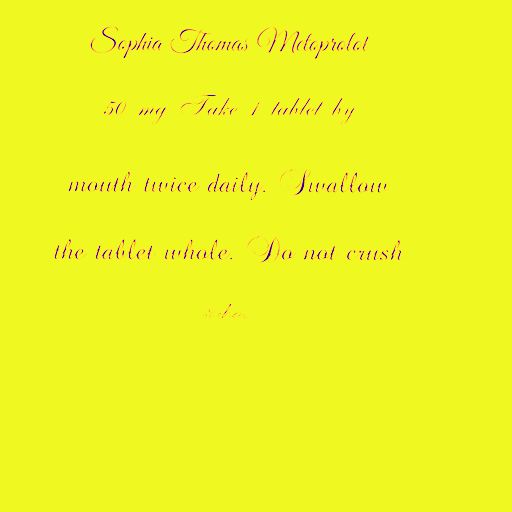 Sophia Thomas Metoprolol
50 mg Take 1 tablet by
mouth twice daily. Swallow
the tablet whole. Do not crush